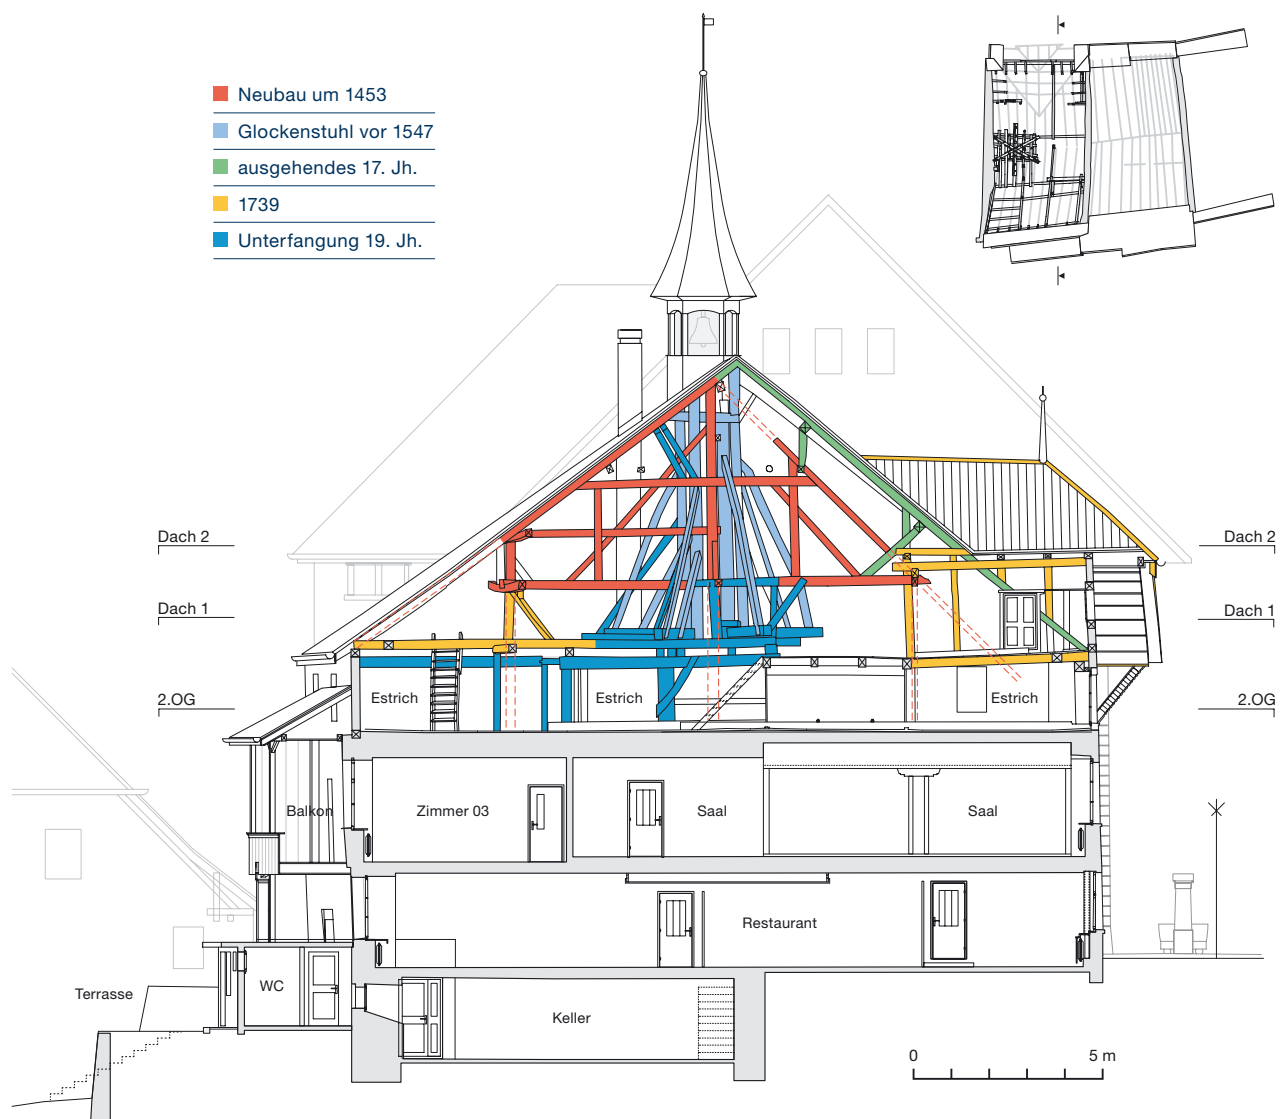 Neubau um 1453
Glockenstuhl vor 1547
ausgehendes 17. Jh.
1739
Unterfangung 19. Jh.
Dach 2
Dach 2
Dach 1
Dach 1
2.OG
2.OG
Estrich
Estrich
Estrich
Balkon
Zimmer 03
Saal
Saal
Restaurant
Terrasse
WC
Keller
0
5 m